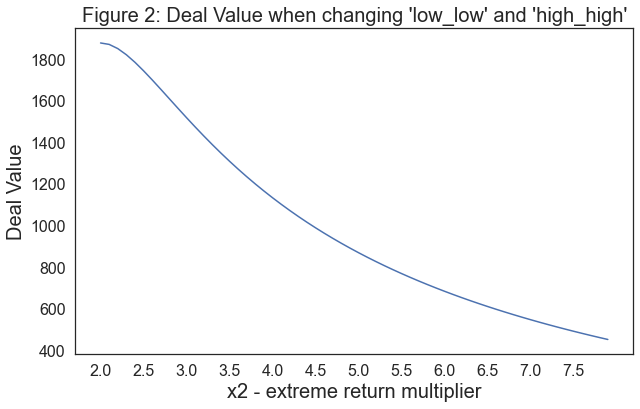 Figure 2: Deal Value when changing 'low_low' and 'high_high'
Deal Value
1800
1600
1400
1200
1000
800
600
400
2.0 2.5 3.0 3.5 4.0 4.5 5.0 5.5 6.0 6.5 7.0 7.5
x2 - extreme return multiplier